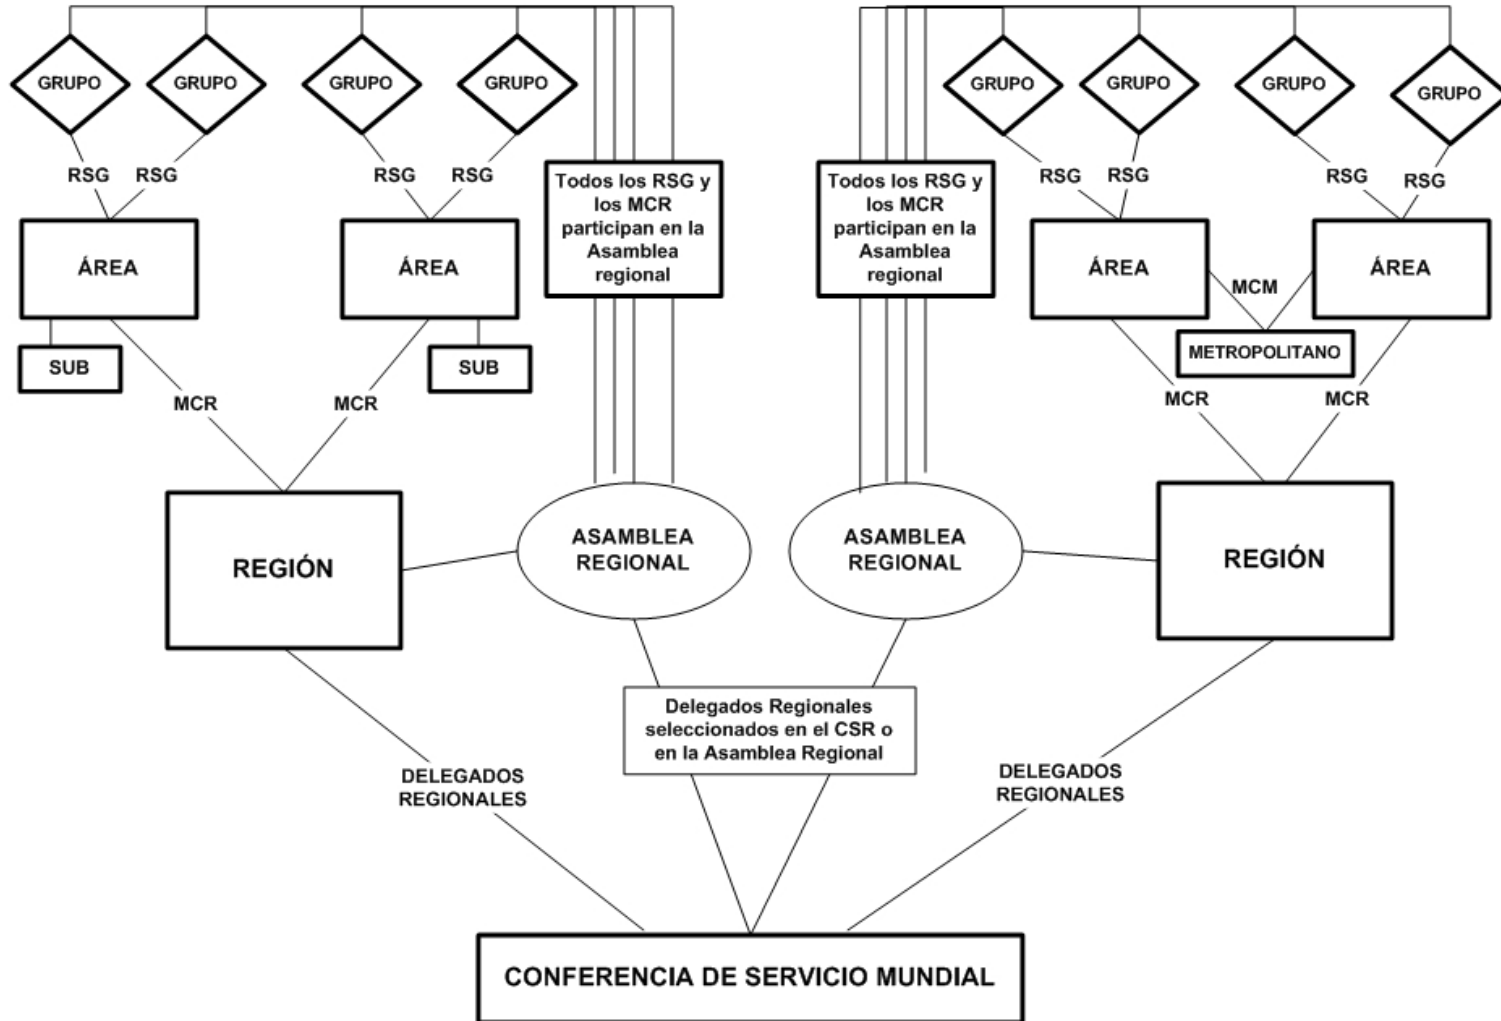 GRUPO
GRUPO
GRUPO
GRUPO
GRUPO
GRUPO
GRUPO
GRUPO
RSG
RSG
RSG
RSG
Todos los RSG y
los MCR
participan en la
Asamblea
regional
Todos los RSG y
los MCR
participan en la
Asamblea
regional
RSG
RSG
RSG
RSG
ÁREA
ÁREA
ÁREA
ÁREA
MCM
SUB
SUB
METROPOLITANO
MCR
MCR
MCR
MCR
REGIÓN
ASAMBLEA
REGIONAL
ASAMBLEA
REGIONAL
REGIÓN
Delegados Regionales
seleccionados en el CSR o
en la Asamblea Regional
DELEGADOS
REGIONALES
DELEGADOS
REGIONALES
CONFERENCIA DE SERVICIO MUNDIAL